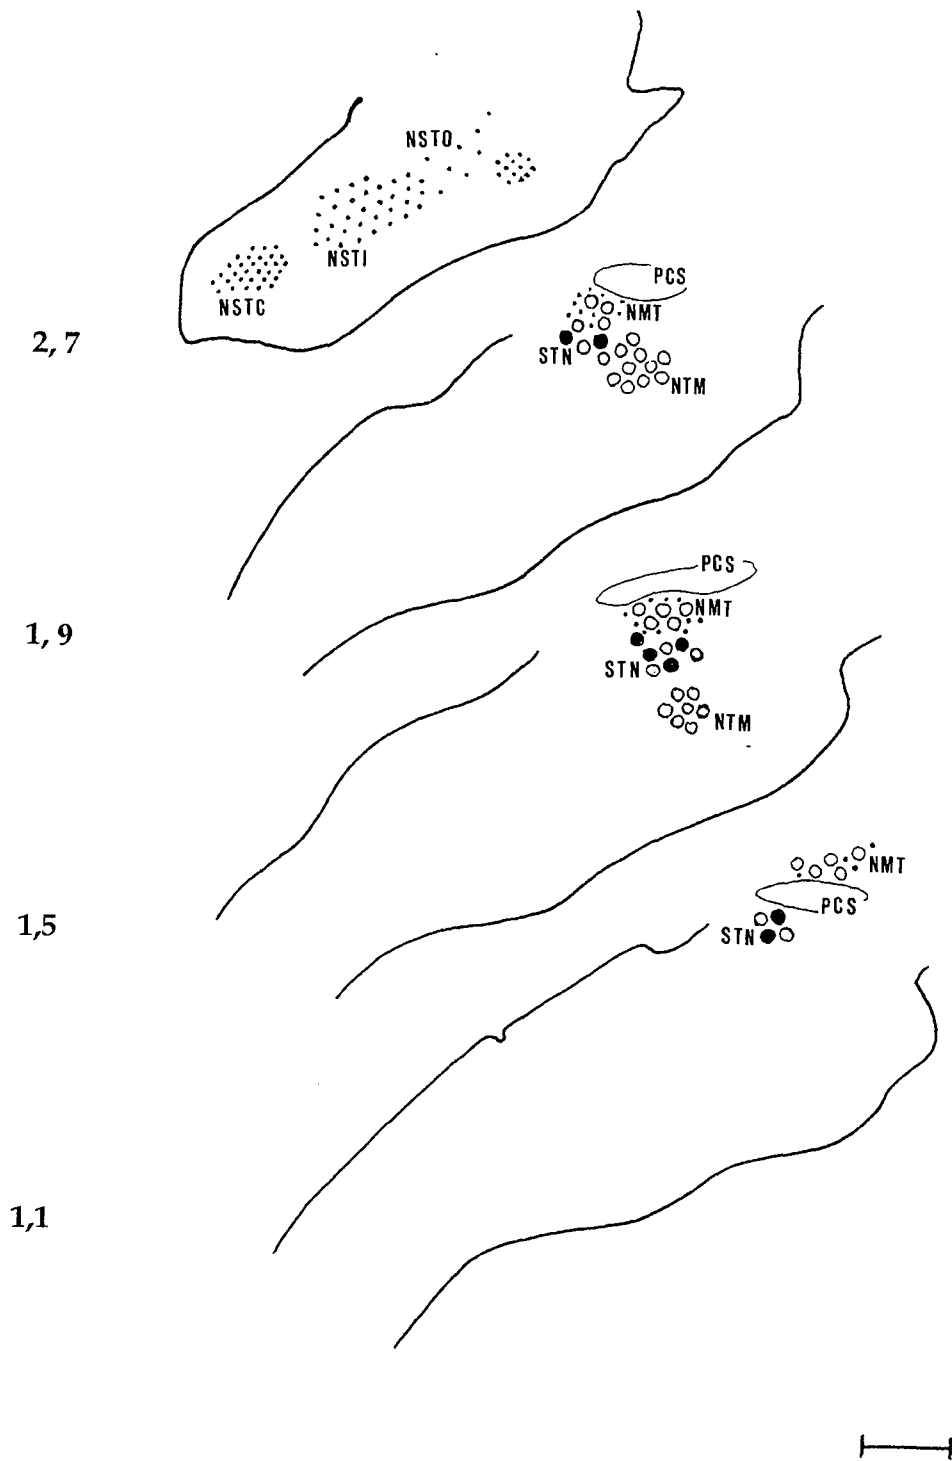 NSTO
NSTI
NSTC
PCS
NMT
2, 7
STN
NTM
PCS
NMT
1, 9
STN
NTM
NMT
PCS
1,5
STN
1,1